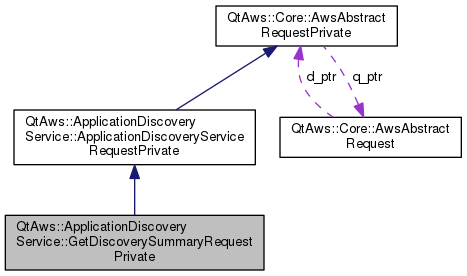 QtAws::Core::AwsAbstract
RequestPrivate
d_ptr
q_ptr
QtAws::ApplicationDiscovery
Service::ApplicationDiscoveryService
RequestPrivate
QtAws::Core::AwsAbstract
Request
QtAws::ApplicationDiscovery
Service::GetDiscoverySummaryRequest
Private